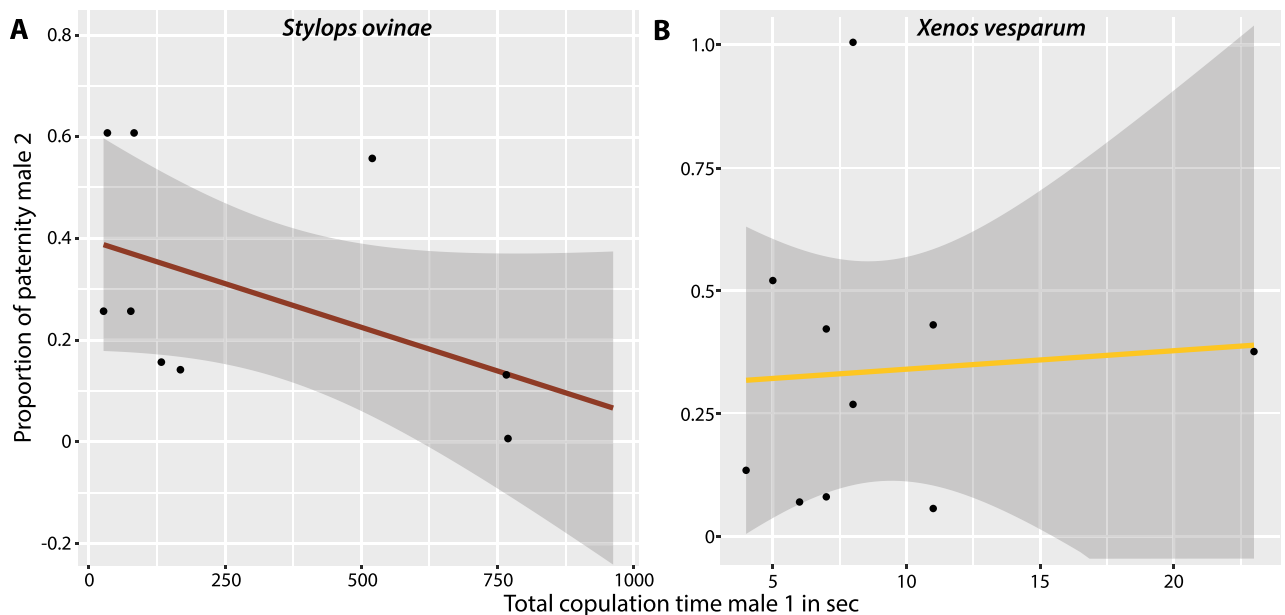 A
Stylops ovinae
B
Xenos vesparum
Proportion of paternity male 2
0.8
0.6
0.4
0.2
0
-0.2
0 250 500 750 1000
1.0
0.75
0.5
0.25
0
5 10 15 20
Total copulation time male 1 in sec